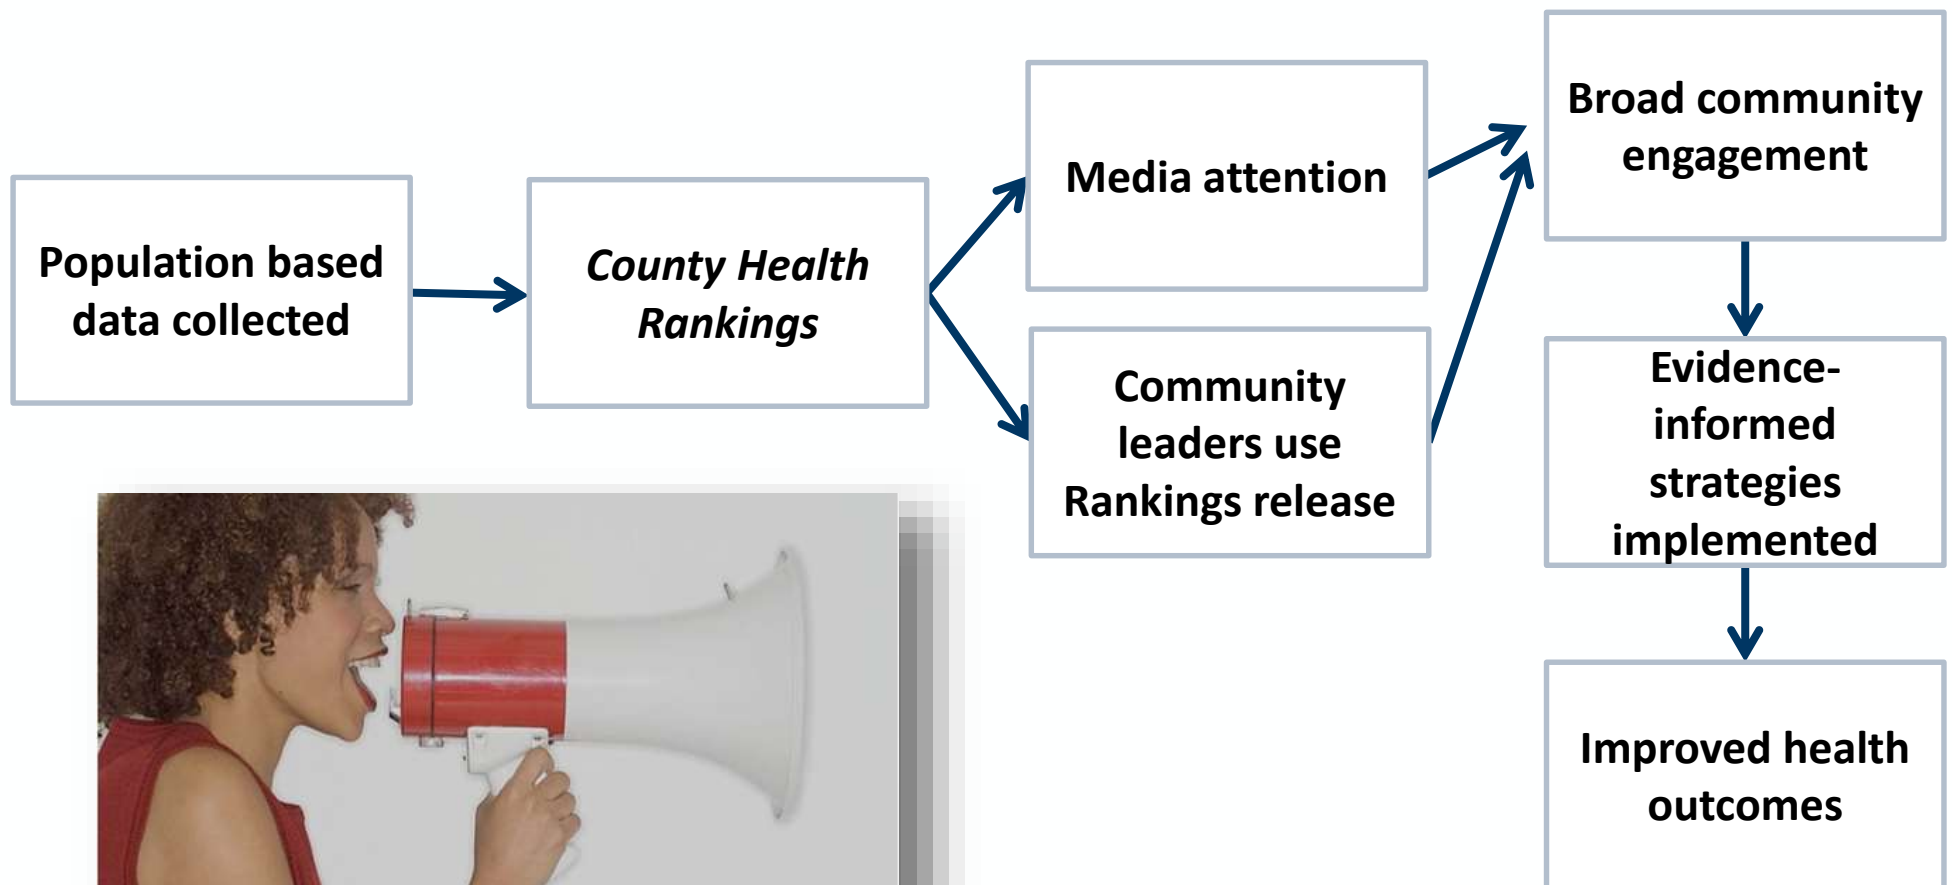 Population based
data collected
County Health
Rankings
Media attention
Community
leaders use
Rankings release
Broad community
engagement
Evidence-
informed
strategies
implemented
Improved health
outcomes